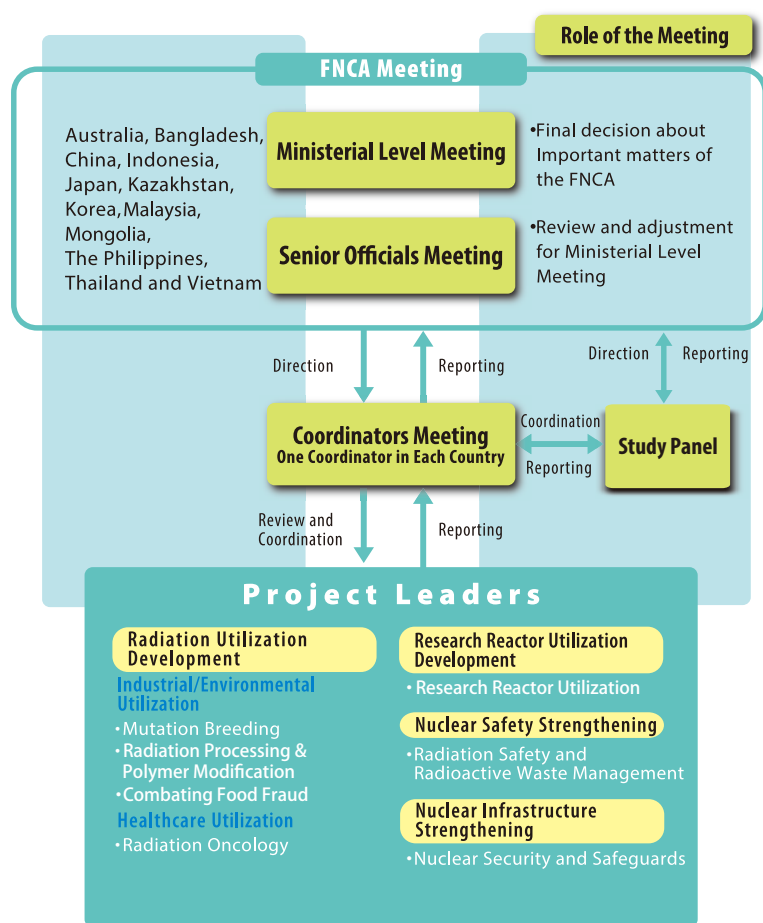 Role of the Meeting
FNCA Meeting
Australia, Bangladesh,
China, Indonesia,
Japan, Kazakhstan,
Korea,Malaysia,
Mongolia,
The Philippines,
Thailand and Vietnam
Ministerial Level Meeting
•Final decision about
Important matters of
the FNCA
Senior Officials Meeting
•Review and adjustment
for Ministerial Level
Meeting
Direction
Reporting
Direction
Reporting
Coordinators Meeting
One Coordinator in Each Country
Coordination
Reporting
Study Panel
Review and
Coordination
Reporting
Project Leaders
Radiation Utilization
Development
Industrial/Environmental
Utilization
•Mutation Breeding
•Radiation Processing &
Polymer Modification
•Combating Food Fraud
Healthcare Utilization
•Radiation Oncology
Research Reactor Utilization
Development
•Research Reactor Utilization
Nuclear Safety Strengthening
•Radiation Safety and
Radioactive Waste Management
Nuclear Infrastructure
Strengthening
•Nuclear Security and Safeguards